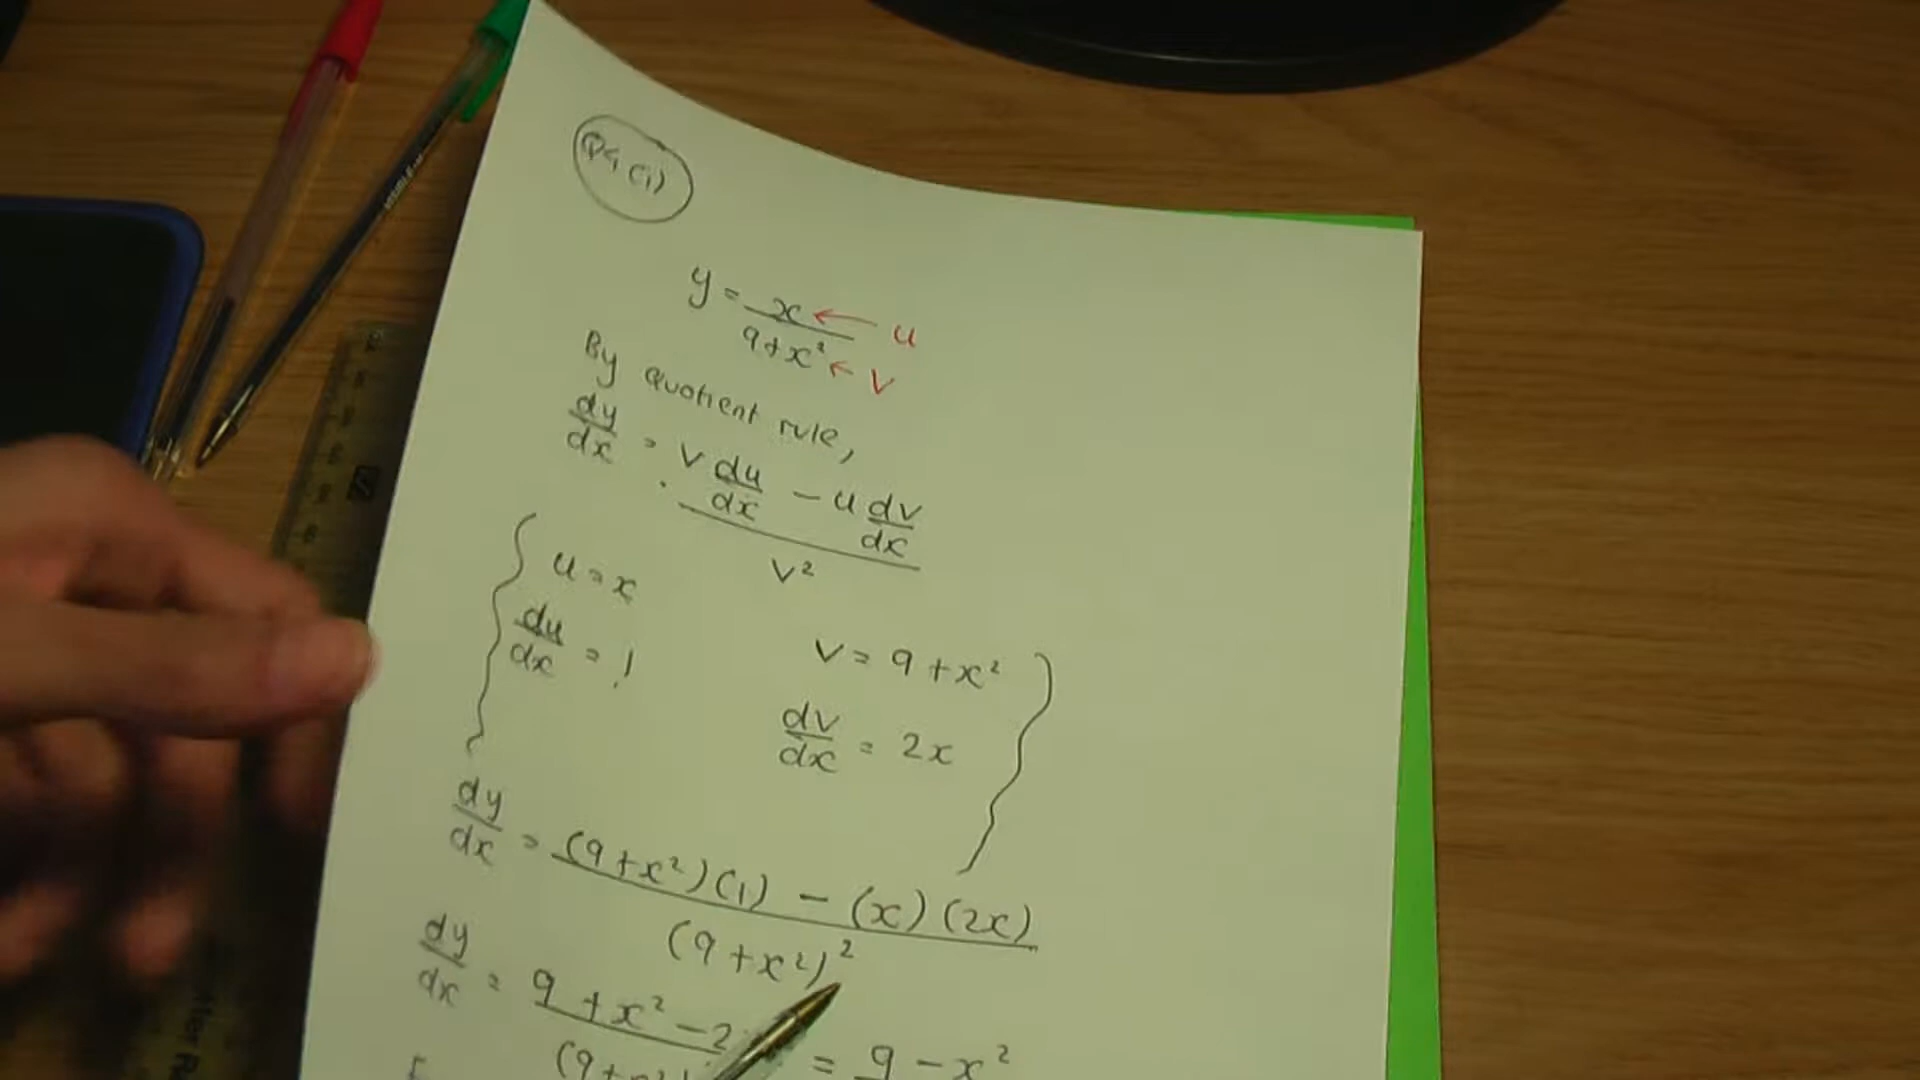 Q4 (i)
y = x ← u
9+x² ← v
By quotient rule,
dy/dx = v du/dx - u dv/dx
v²
u = x
v = 9 + x²
du/dx = 1
dv/dx = 2x
dy/dx = (9+x²)(1) - (x)(2x)
(9+x²)²
dy/dx = 9 + x² - 2 = 9 - x²